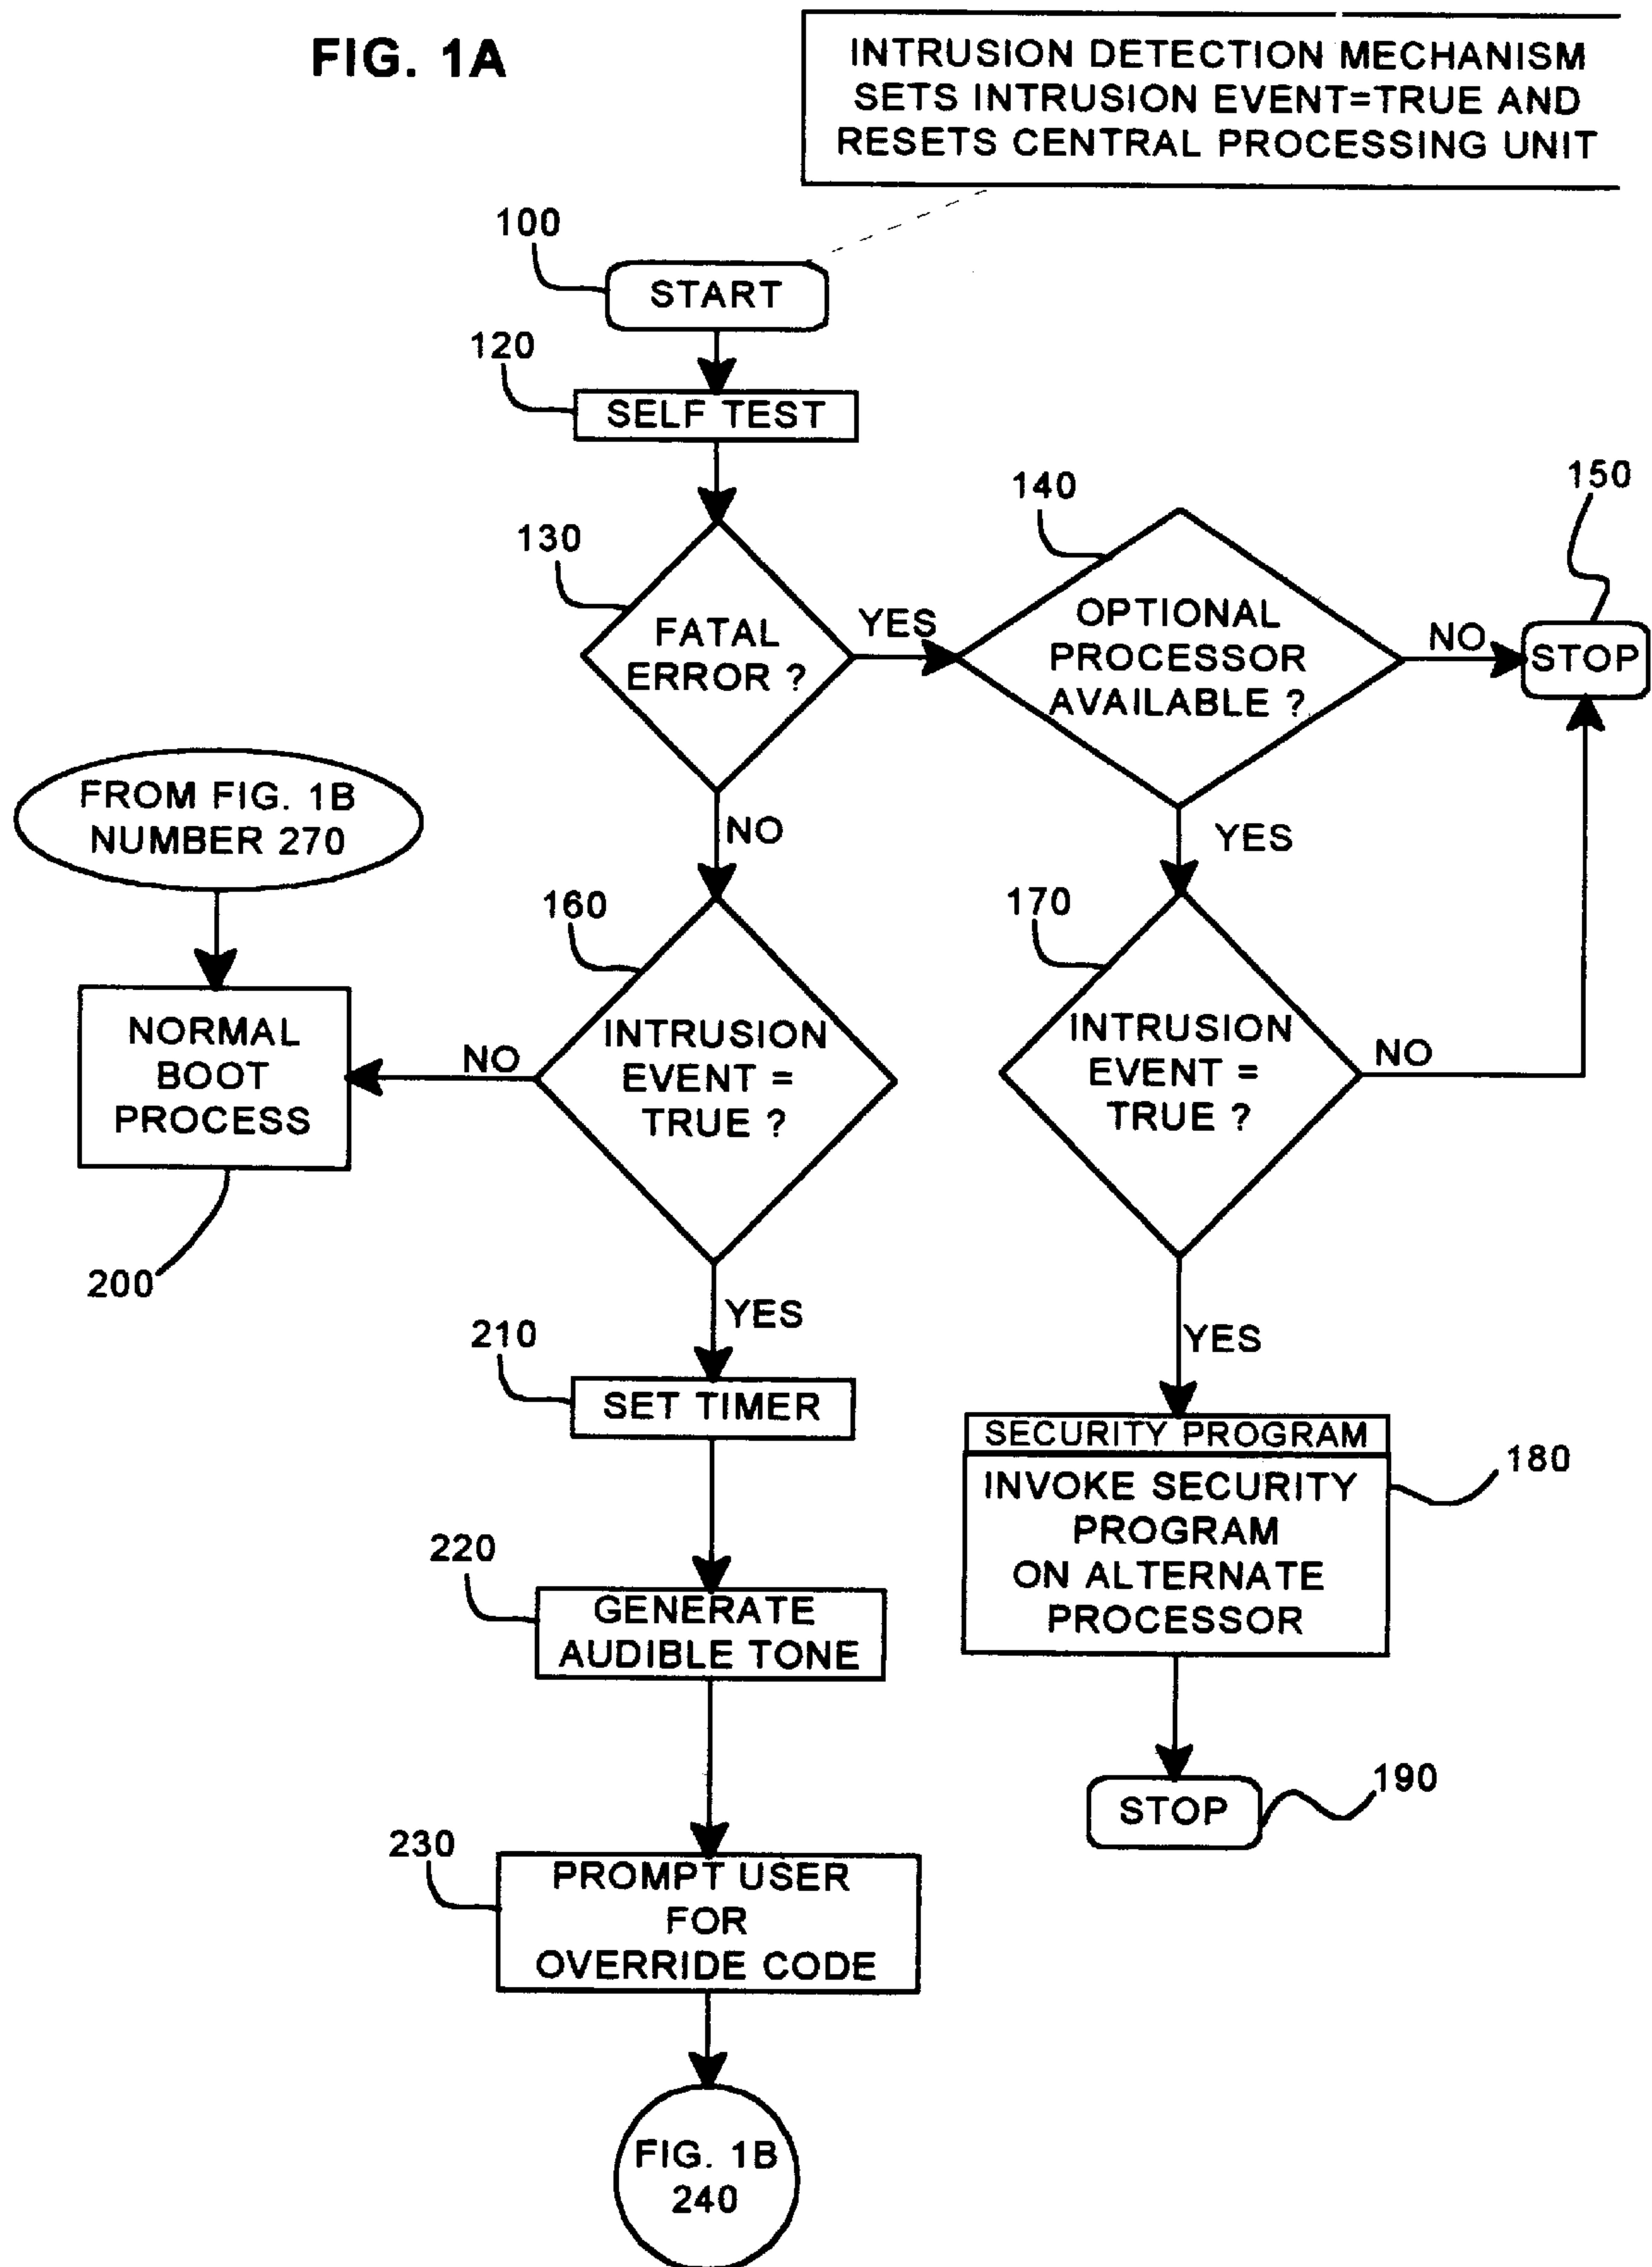 FIG. 1A
INTRUSION DETECTION MECHANISM
SETS INTRUSION EVENT=TRUE AND
RESETS CENTRAL PROCESSING UNIT
100
START
120
SELF TEST
130
FATAL
ERROR ?
YES
140
OPTIONAL
PROCESSOR
AVAILABLE ?
NO
150
STOP
FROM FIG. 1B
NUMBER 270
NO
YES
160
INTRUSION
EVENT =
TRUE ?
170
INTRUSION
EVENT =
TRUE ?
NO
NO
NORMAL
BOOT
PROCESS
200
YES
YES
210
SET TIMER
SECURITY PROGRAM
INVOKE SECURITY
PROGRAM
ON ALTERNATE
PROCESSOR
180
220
GENERATE
AUDIBLE TONE
STOP
190
230
PROMPT USER
FOR
OVERRIDE CODE
FIG. 1B
240